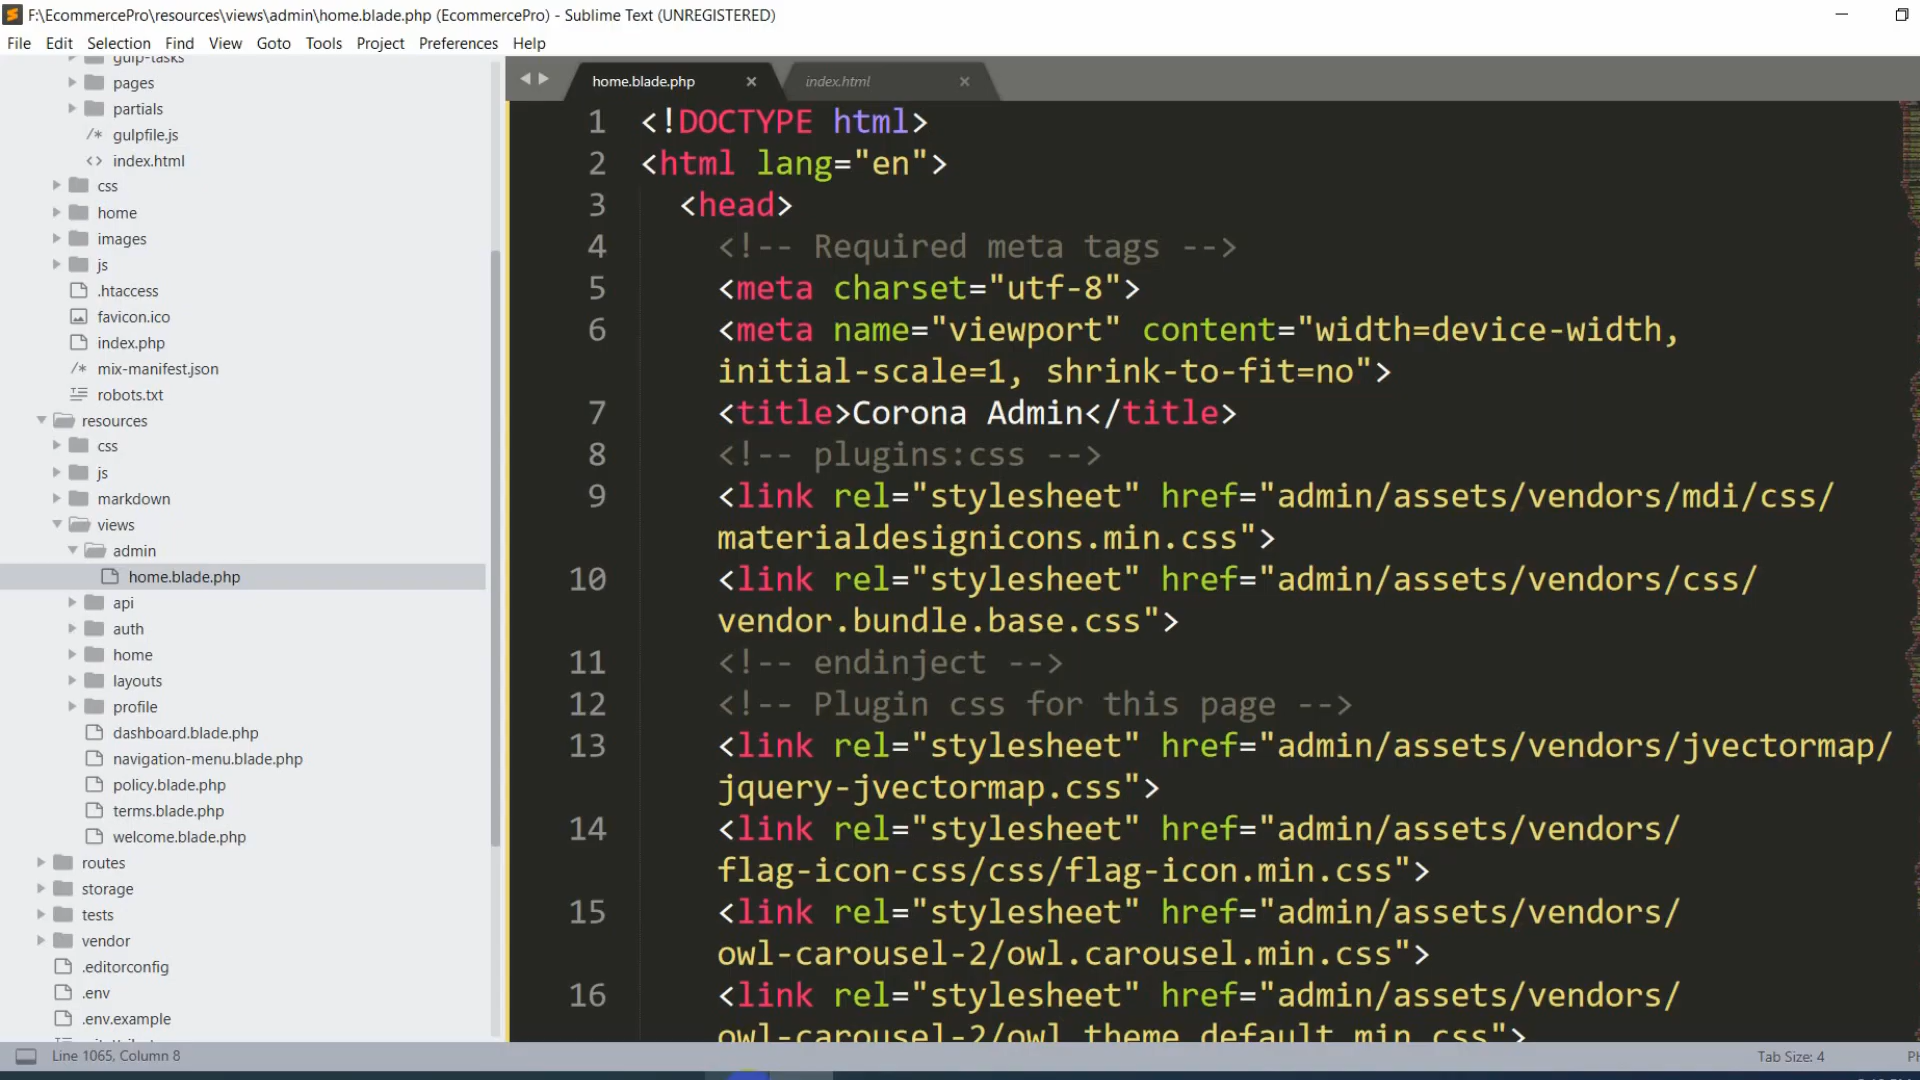 F:\EcommercePro\resources\views\admin\home.blade.php (EcommercePro) - Sublime Text (UNREGISTERED)
File Edit Selection Find View Goto Tools Project Preferences Help
gulp-tasks
pages
partials
/* gulpfile.js
<> index.html
css
home
images
js
.htaccess
favicon.ico
index.php
/* mix-manifest.json
robots.txt
resources
css
js
markdown
views
admin
home.blade.php
api
auth
home
layouts
profile
dashboard.blade.php
navigation-menu.blade.php
policy.blade.php
terms.blade.php
welcome.blade.php
routes
storage
tests
vendor
.editorconfig
.env
.env.example
home.blade.php × index.html ×
1 <!DOCTYPE html>
2 <html lang="en">
3 <head>
4 <!-- Required meta tags -->
5 <meta charset="utf-8">
6 <meta name="viewport" content="width=device-width,
initial-scale=1, shrink-to-fit=no">
7 <title>Corona Admin</title>
8 <!-- plugins:css -->
9 <link rel="stylesheet" href="admin/assets/vendors/mdi/css/
materialdesignicons.min.css">
10 <link rel="stylesheet" href="admin/assets/vendors/css/
vendor.bundle.base.css">
11 <!-- endinject -->
12 <!-- Plugin css for this page -->
13 <link rel="stylesheet" href="admin/assets/vendors/jvectormap/
jquery-jvectormap.css">
14 <link rel="stylesheet" href="admin/assets/vendors/
flag-icon-css/css/flag-icon.min.css">
15 <link rel="stylesheet" href="admin/assets/vendors/
owl-carousel-2/owl.carousel.min.css">
16 <link rel="stylesheet" href="admin/assets/vendors/
owl-carousel-2/owl.theme.default.min.css">
Line 1065, Column 8
Tab Size: 4